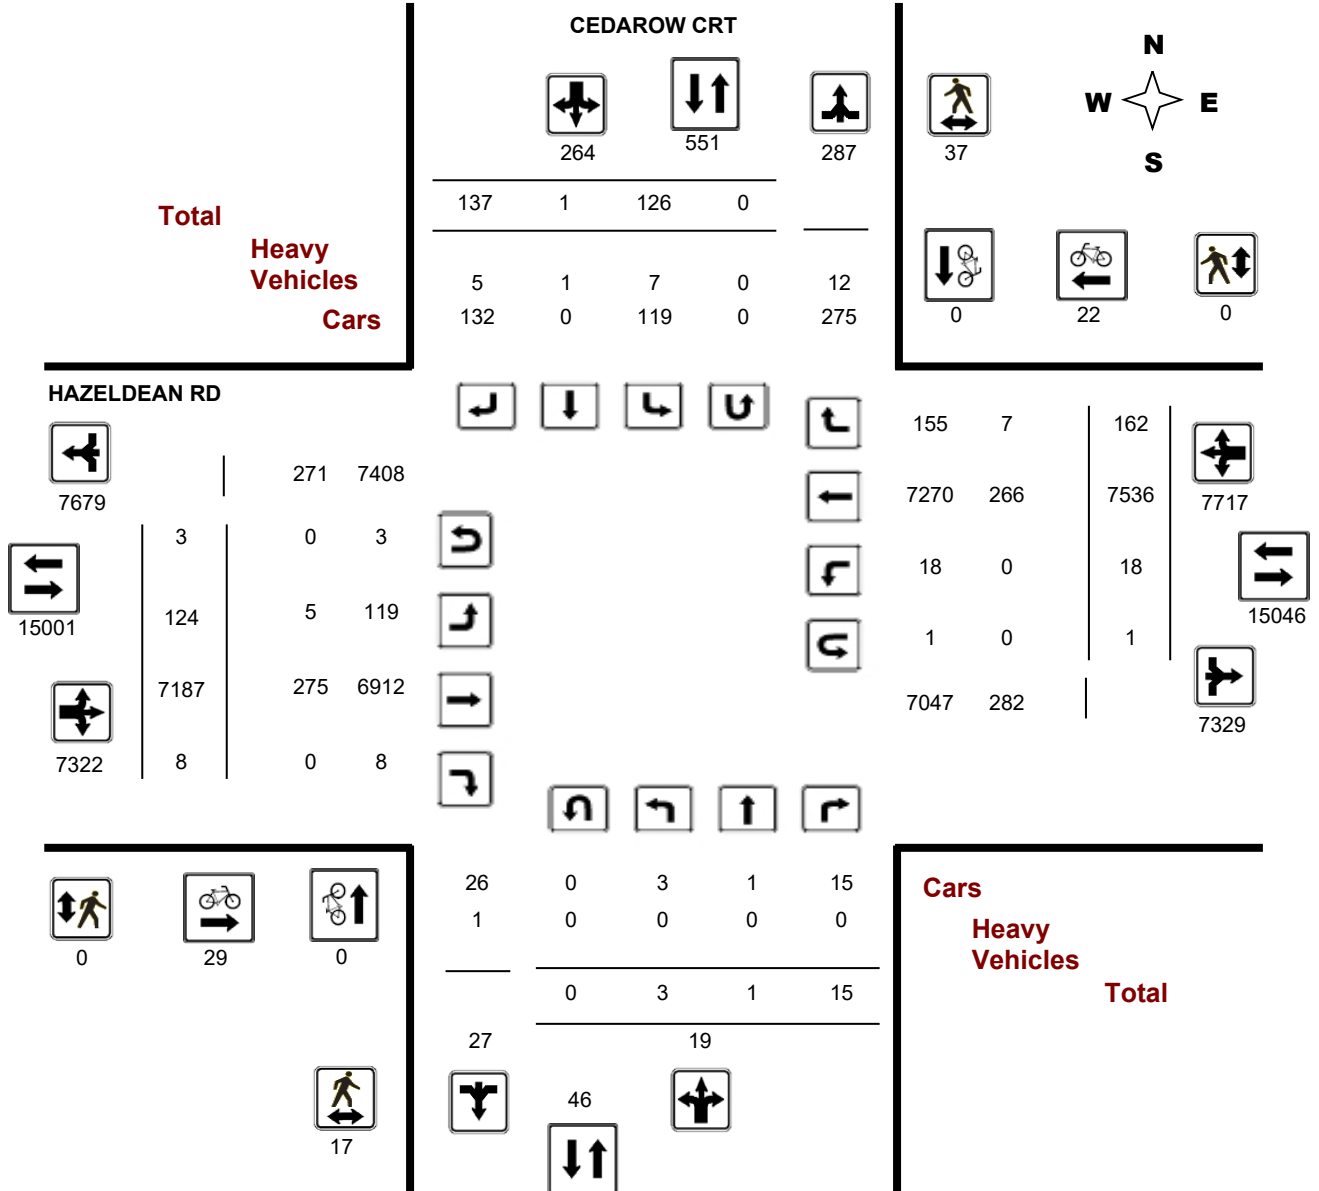 CEDAROW CRT
N
W E
S
264 551 287 37
137 1 126 0
Total
Heavy
Vehicles
5 1 7 0 12
Cars
132 0 119 0 275
0 22 0
HAZELDEAN RD
155 7 162
271 7408
7679
7270 266 7536 7717
3 0 3
18 0 18
124 5 119
15001
15046
1 0 1
7187 275 6912
7047 282
7329
7322 8 0 8
26 0 3 1 15
Cars
1 0 0 0 0
Heavy
Vehicles
0 29 0
0 3 1 15
Total
27 19
46
17